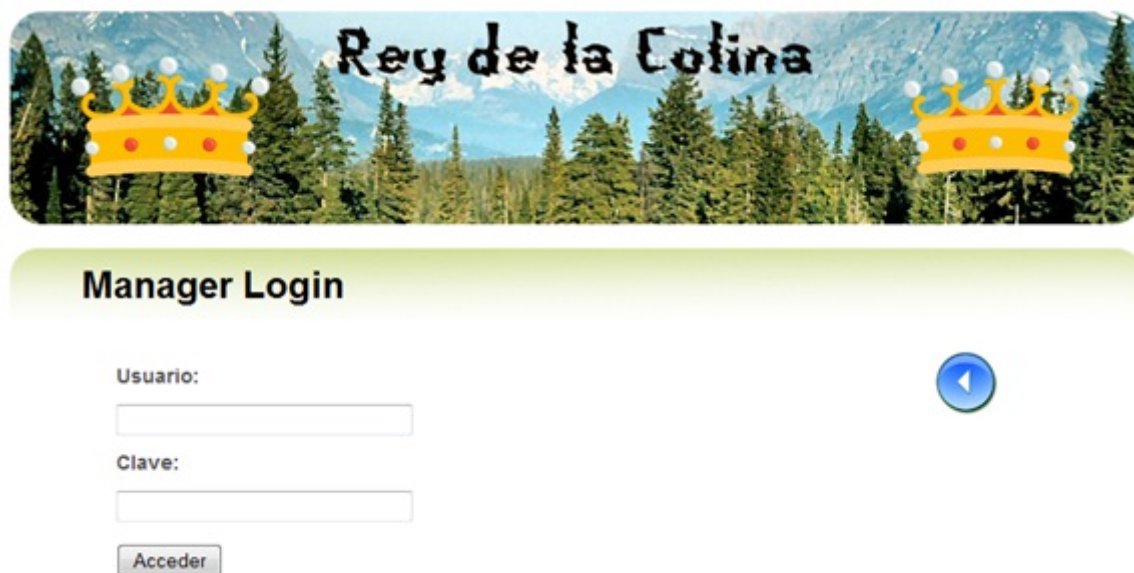 Rey de la Colina
Manager Login
Usuario:
Clave:
Acceder